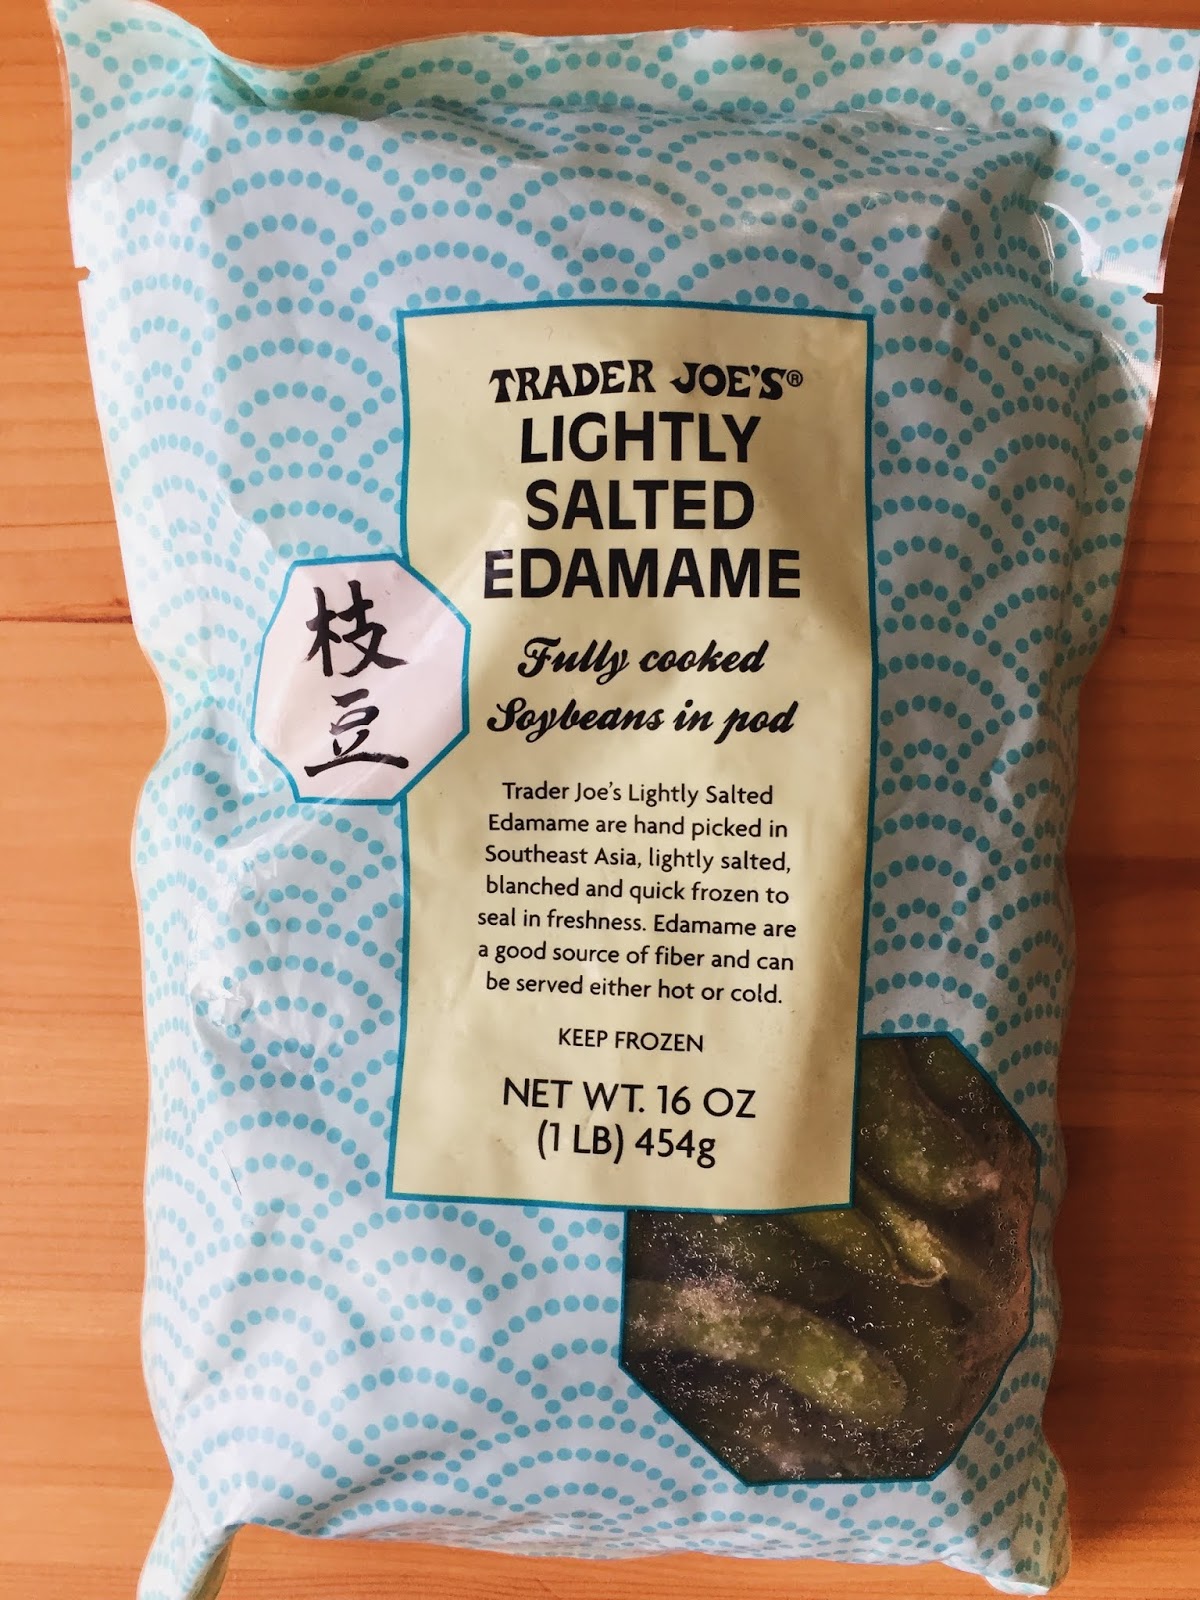 TRADER JOE'S®
LIGHTLY
SALTED
EDAMAME
枝
豆
Fully cooked
Soybeans in pod
Trader Joe's Lightly Salted
Edamame are hand picked in
Southeast Asia, lightly salted,
blanched and quick frozen to
seal in freshness. Edamame are
a good source of fiber and can
be served either hot or cold.
KEEP FROZEN
NET WT. 16 OZ
(1 LB) 454g